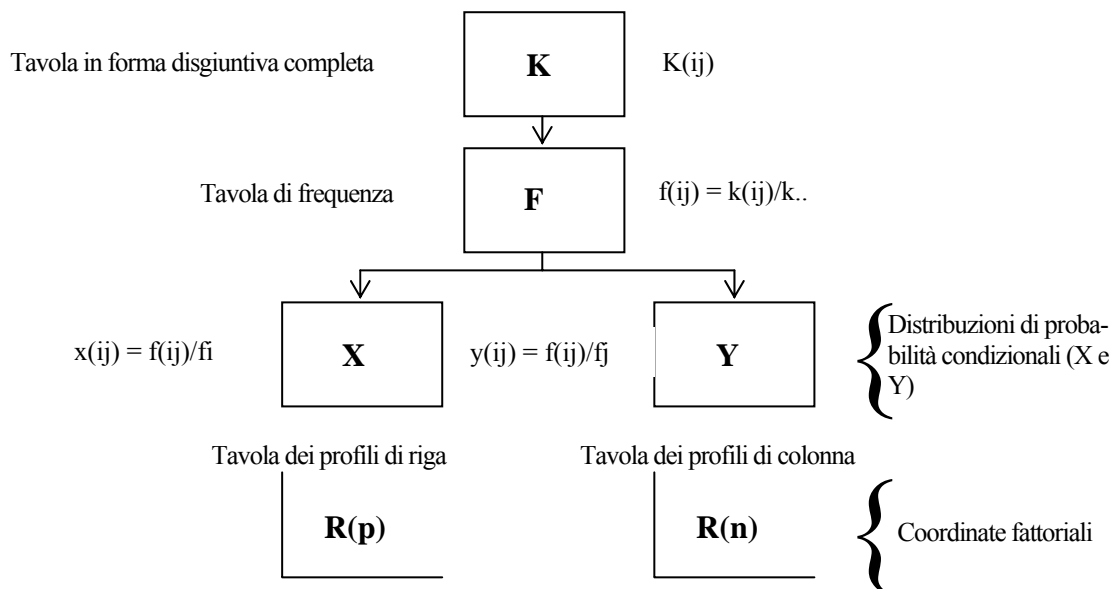 Tavola in forma disgiuntiva completa
K
K(ij)
Tavola di frequenza
F
f(ij) = k(ij)/k..
x(ij) = f(ij)/fi
X
y(ij) = f(ij)/fj
Y
Distribuzioni di proba-
bilità condizionali (X e
Y)
Tavola dei profili di riga
Tavola dei profili di colonna
R(p)
R(n)
Coordinate fattoriali